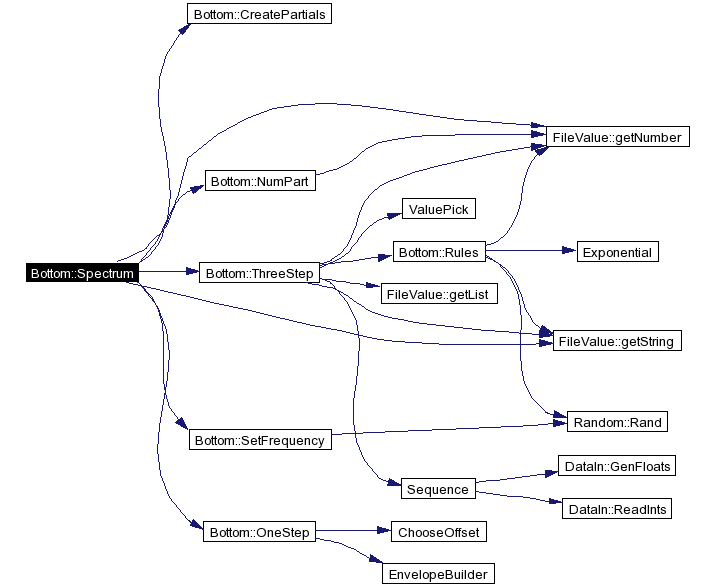 Bottom::CreatePartials
FileValue::getNumber
Bottom::NumPart
ValuePick
Bottom::Rules
Exponential
Bottom::Spectrum
Bottom::ThreeStep
FileValue::getList
FileValue::getString
Random::Rand
Bottom::SetFrequency
DataIn::GenFloats
Sequence
DataIn::ReadInts
Bottom::OneStep
ChooseOffset
EnvelopeBuilder